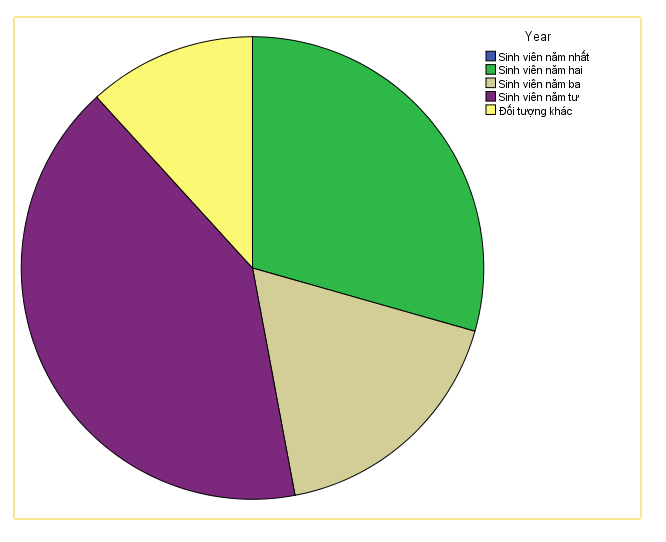 Year
Sinh viên năm nhất
Sinh viên năm hai
Sinh viên năm ba
Sinh viên năm tư
Đối tượng khác